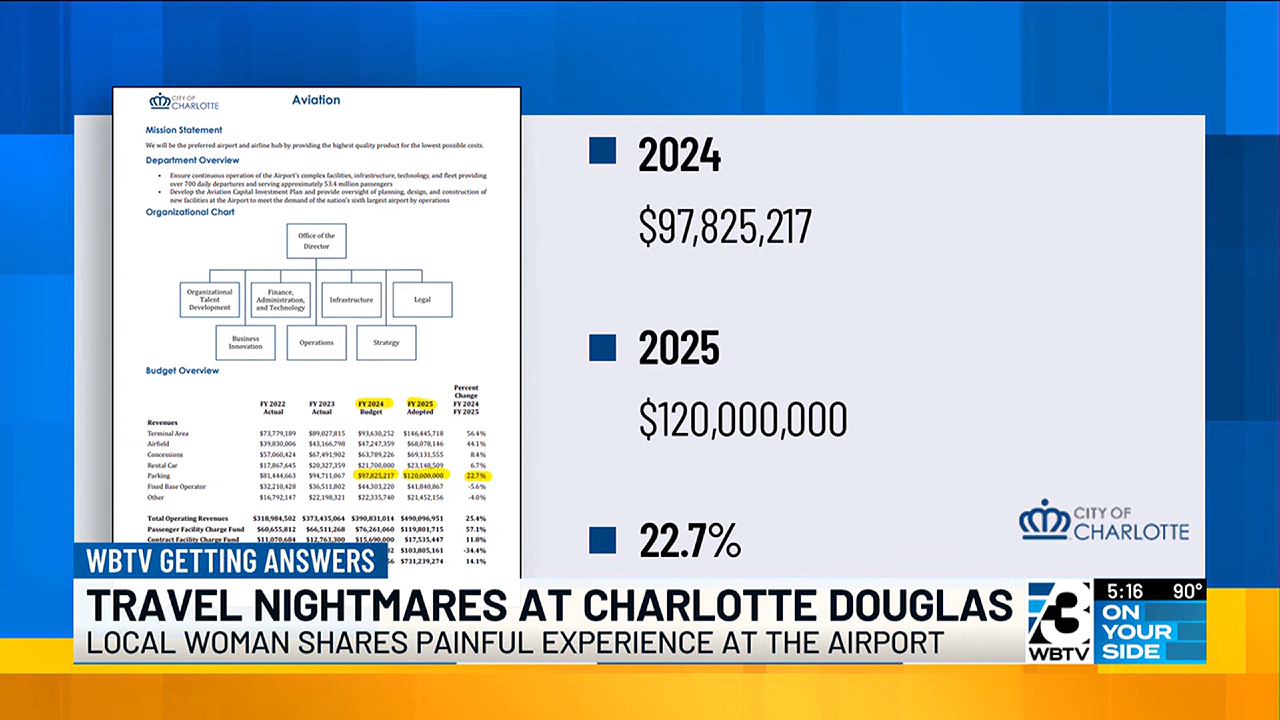 CITY OF
CHARLOTTE
Aviation
Mission Statement
We will be the preferred airport and airline hub by providing the highest quality product for the lowest possible costs.
Department Overview
• Ensure continuous operation of the Airport's complex facilities, infrastructure, technology, and fleet providing
over 700 daily departures and serving approximately 53.4 million passengers
• Develop the Aviation Capital Investment Plan and provide oversight of planning, design, and construction of
new facilities at the Airport to meet the demand of the nation's sixth largest airport by operations
Organizational Chart
Office of the
Director
Organizational
Talent
Development
Finance,
Administration,
and Technology
Infrastructure
Legal
Business
Innovation
Operations
Strategy
Budget Overview
Percent
Change
FY 2022 FY 2023 FY 2024 FY 2025 FY 2024
Actual Actual Budget Adopted FY 2025
Revenues
Terminal Area $73,779,189 $89,027,815 $93,630,252 $146,445,718 56.4%
Airfield $39,830,006 $43,166,798 $47,247,359 $68,078,146 44.1%
Concessions $57,060,424 $67,491,902 $63,789,226 $69,131,555 8.4%
Rental Car $17,867,645 $20,327,359 $21,700,000 $23,148,509 6.7%
Parking $81,444,663 $94,711,067 $97,825,217 $120,000,000 22.7%
Fixed Base Operator $32,210,428 $36,511,802 $44,303,220 $41,840,867 -5.6%
Other $16,792,147 $22,198,321 $22,335,740 $21,452,156 -4.0%
Total Operating Revenues $318,984,502 $373,435,064 $390,831,014 $490,096,951 25.4%
Passenger Facility Charge Fund $60,655,812 $66,511,268 $76,261,060 $119,801,715 57.1%
Contract Facility Charge Fund $11,070,684 $12,763,300 $15,690,000 $17,535,447 11.8%
$103,805,161 -34.4%
$731,239,274 14.1%
2024
$97,825,217
2025
$120,000,000
22.7%
CITY OF
CHARLOTTE
WBTV GETTING ANSWERS
TRAVEL NIGHTMARES AT CHARLOTTE DOUGLAS
LOCAL WOMAN SHARES PAINFUL EXPERIENCE AT THE AIRPORT
3
WBTV
5:16 90°
ON
YOUR
SIDE